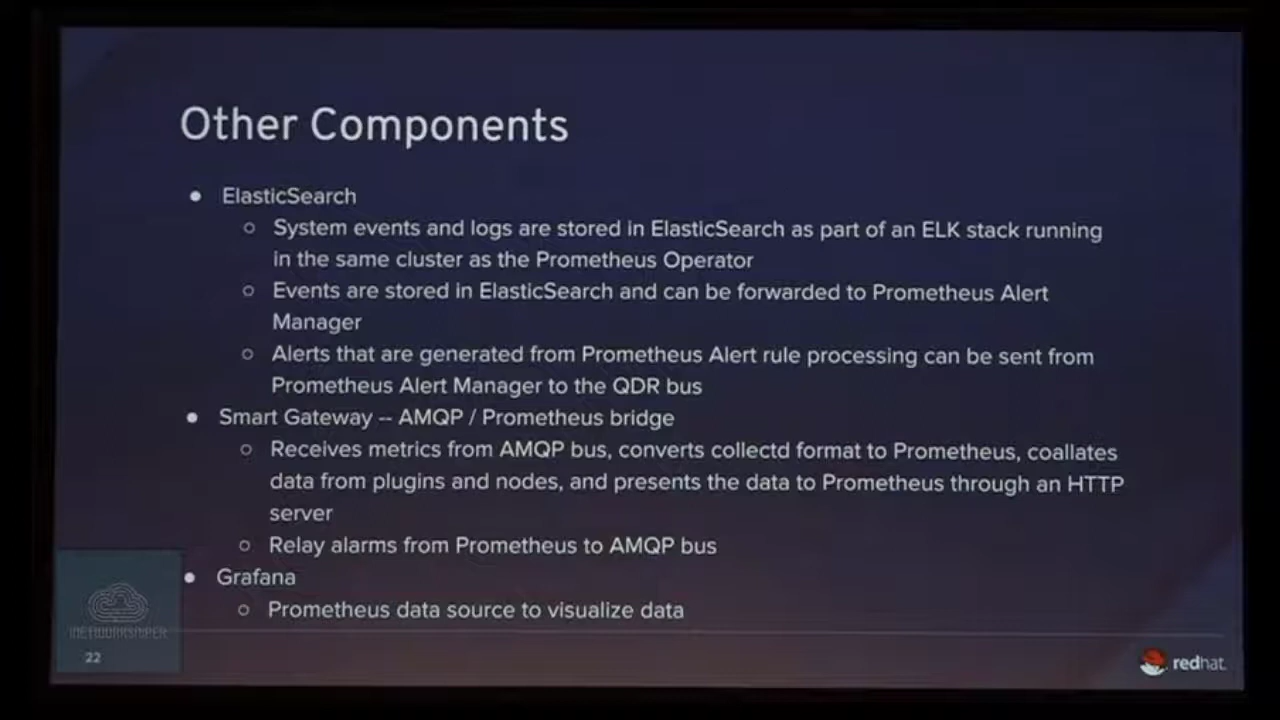 Other Components
● ElasticSearch
○ System events and logs are stored in ElasticSearch as part of an ELK stack running
in the same cluster as the Prometheus Operator
○ Events are stored in ElasticSearch and can be forwarded to Prometheus Alert
Manager
○ Alerts that are generated from Prometheus Alert rule processing can be sent from
Prometheus Alert Manager to the QDR bus
● Smart Gateway -- AMQP / Prometheus bridge
○ Receives metrics from AMQP bus, converts collectd format to Prometheus, coallates
data from plugins and nodes, and presents the data to Prometheus through an HTTP
server
○ Relay alarms from Prometheus to AMQP bus
● Grafana
○ Prometheus data source to visualize data
22
redhat.